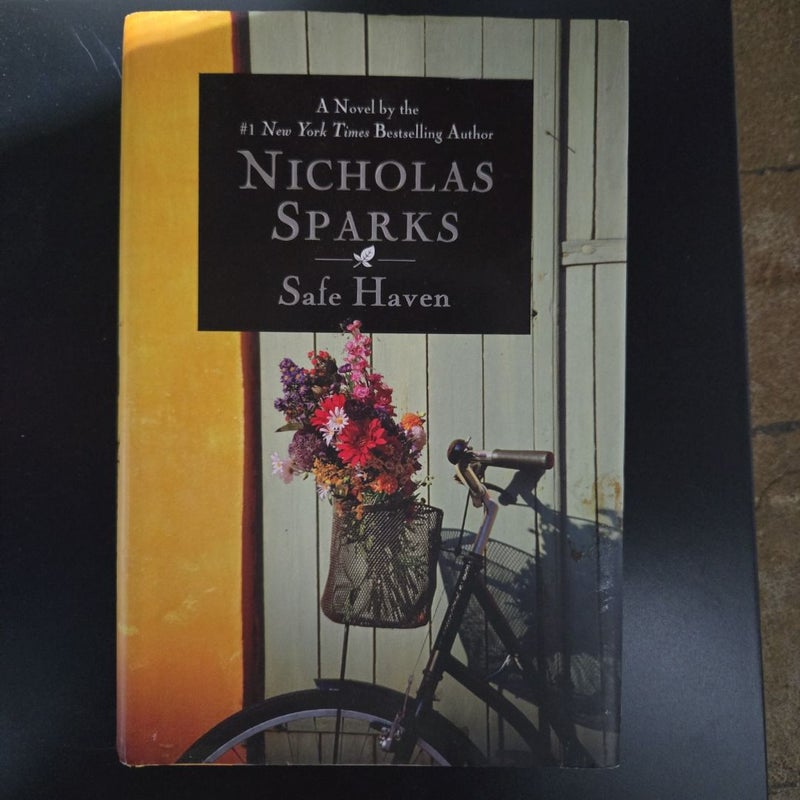 A Novel by the
#1 New York Times Bestselling Author
NICHOLAS
SPARKS
Safe Haven